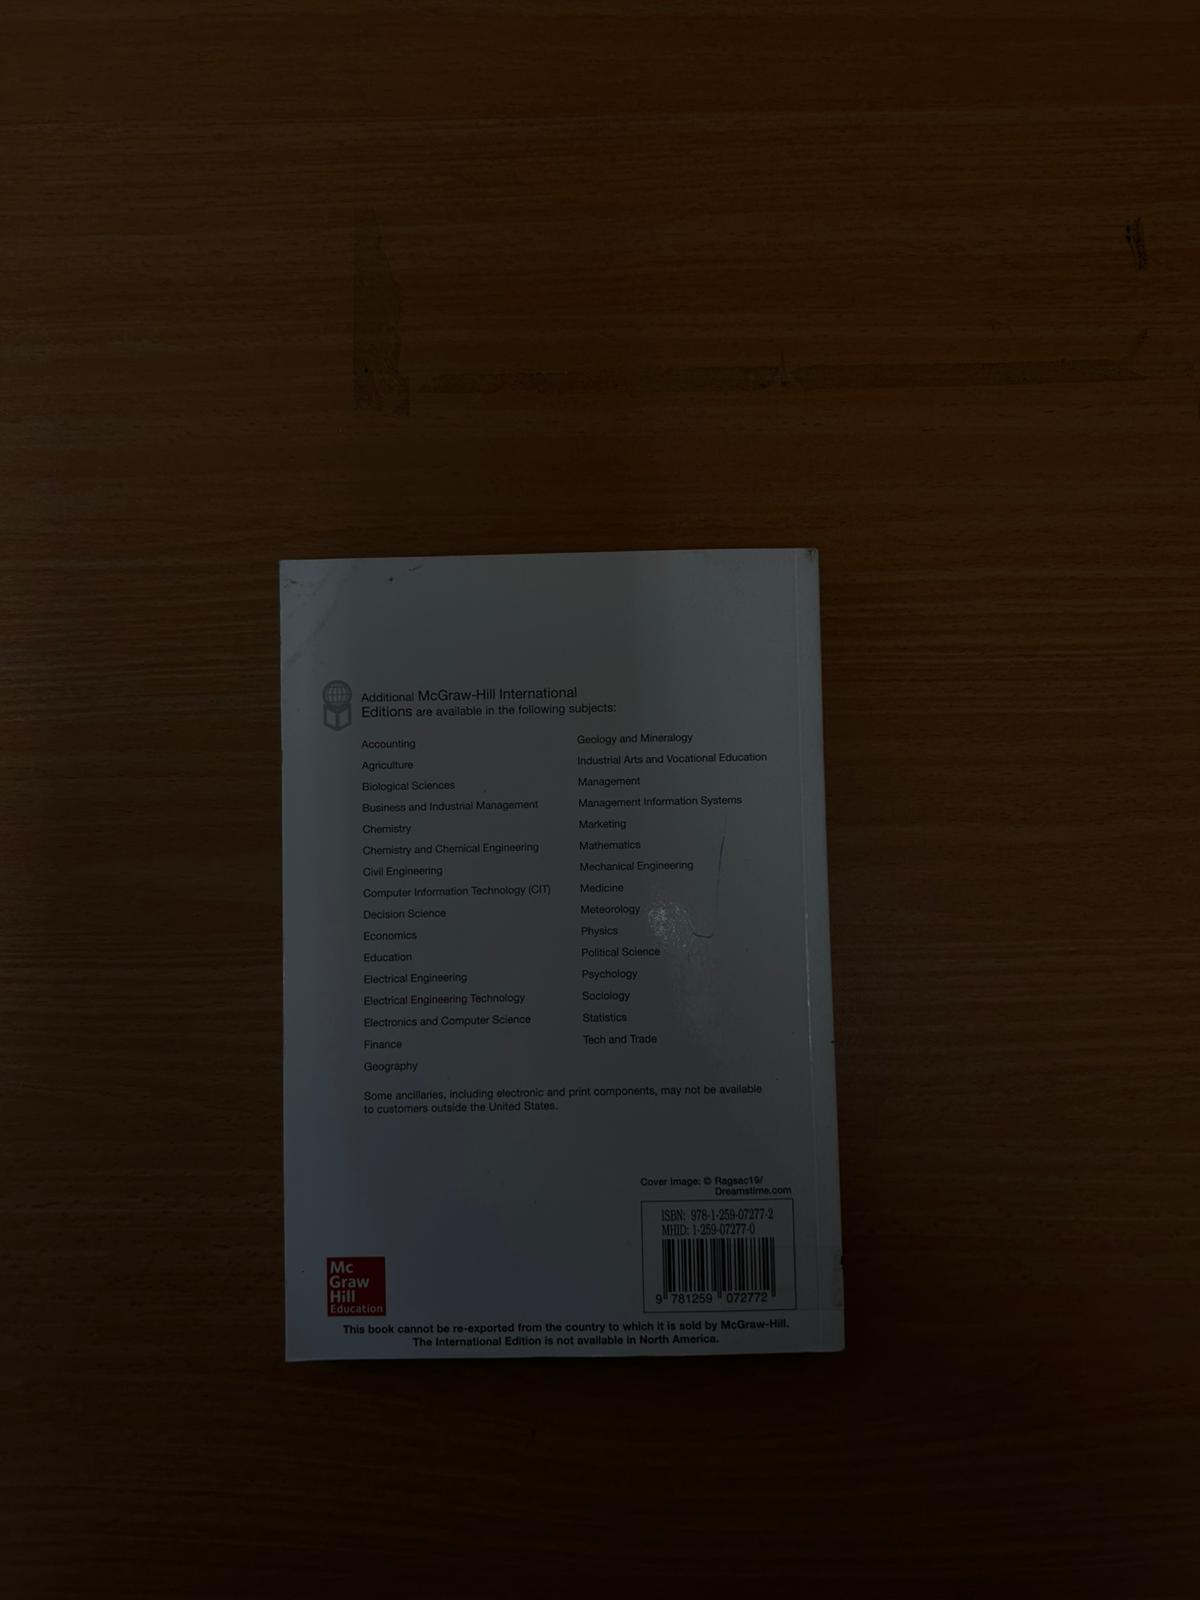 Additional McGraw-Hill International
Editions are available in the following subjects:
Accounting
Agriculture
Biological Sciences
Business and Industrial Management
Chemistry
Chemistry and Chemical Engineering
Civil Engineering
Computer Information Technology (CIT)
Decision Science
Economics
Education
Electrical Engineering
Electrical Engineering Technology
Electronics and Computer Science
Finance
Geography
Geology and Mineralogy
Industrial Arts and Vocational Education
Management
Management Information Systems
Marketing
Mathematics
Mechanical Engineering
Medicine
Meteorology
Physics
Political Science
Psychology
Sociology
Statistics
Tech and Trade
Some ancillaries, including electronic and print components, may not be available
to customers outside the United States.
Cover Image: © Ragsac19/
Dreamstime.com
ISBN: 978-1-259-07277-2
MHID: 1-259-07277-0
9 781259 072772
Mc
Graw
Hill
Education
This book cannot be re-exported from the country to which it is sold by McGraw-Hill.
The International Edition is not available in North America.